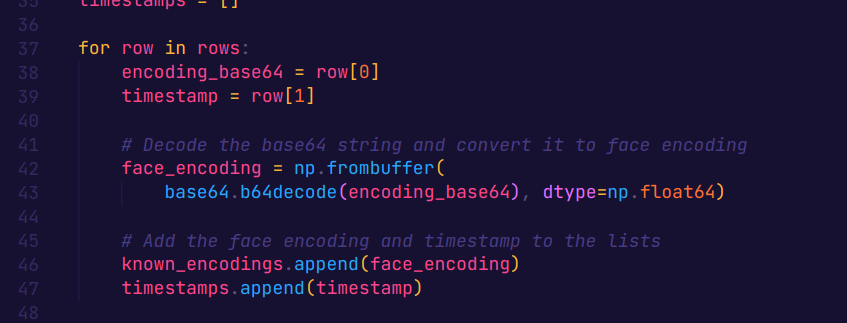 35 timestamps = []
36
37 for row in rows:
38 encoding_base64 = row[0]
39 timestamp = row[1]
40
41 # Decode the base64 string and convert it to face encoding
42 face_encoding = np.frombuffer(
43 base64.b64decode(encoding_base64), dtype=np.float64)
44
45 # Add the face encoding and timestamp to the lists
46 known_encodings.append(face_encoding)
47 timestamps.append(timestamp)
48